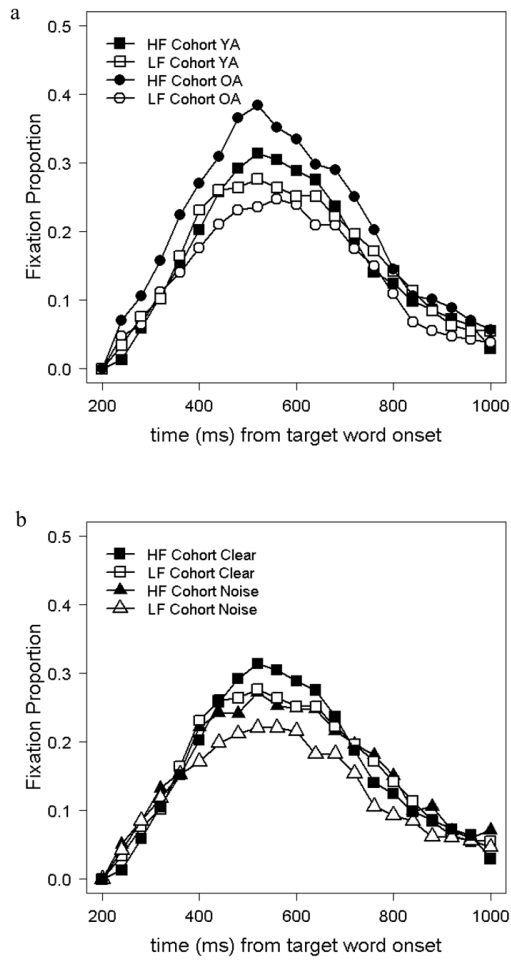 a
0.5
0.4
0.3
0.2
0.1
0.0
Fixation Proportion
HF Cohort YA
LF Cohort YA
HF Cohort OA
LF Cohort OA
200 400 600 800 1000
time (ms) from target word onset
b
0.5
0.4
0.3
0.2
0.1
0.0
Fixation Proportion
HF Cohort Clear
LF Cohort Clear
HF Cohort Noise
LF Cohort Noise
200 400 600 800 1000
time (ms) from target word onset